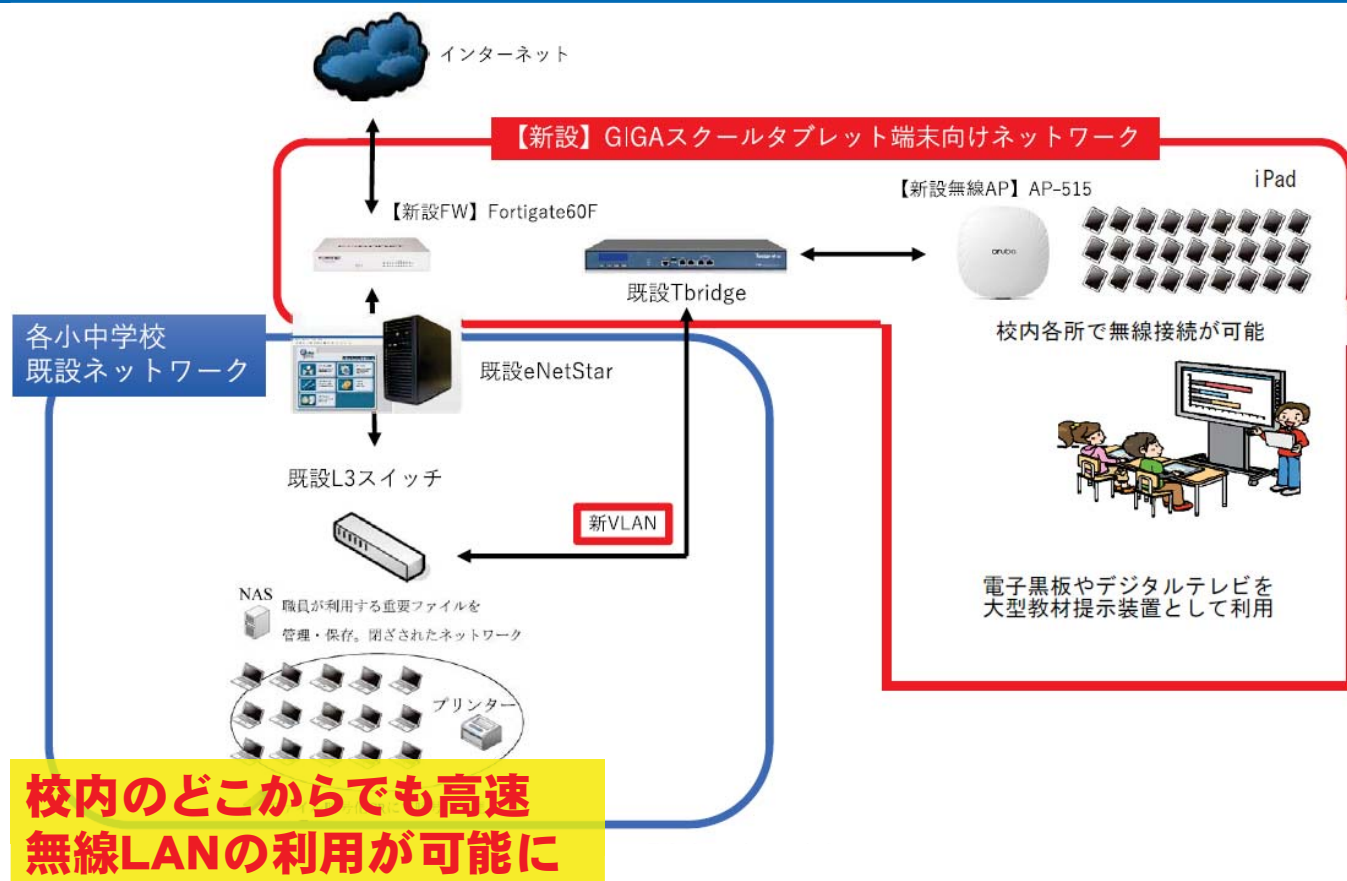 インターネット
【新設】GIGAスクールタブレット端末向けネットワーク
【新設FW】Fortigate60F
【新設無線AP】AP-515
iPad
aruba
既設Tbridge
校内各所で無線接続が可能
各小中学校
既設ネットワーク
既設eNetStar
既設L3スイッチ
新VLAN
電子黒板やデジタルテレビを
大型教材提示装置として利用
NAS
職員が利用する重要ファイルを
管理・保存。閉ざされたネットワーク
プリンター
校内のどこからでも高速
無線LANの利用が可能に